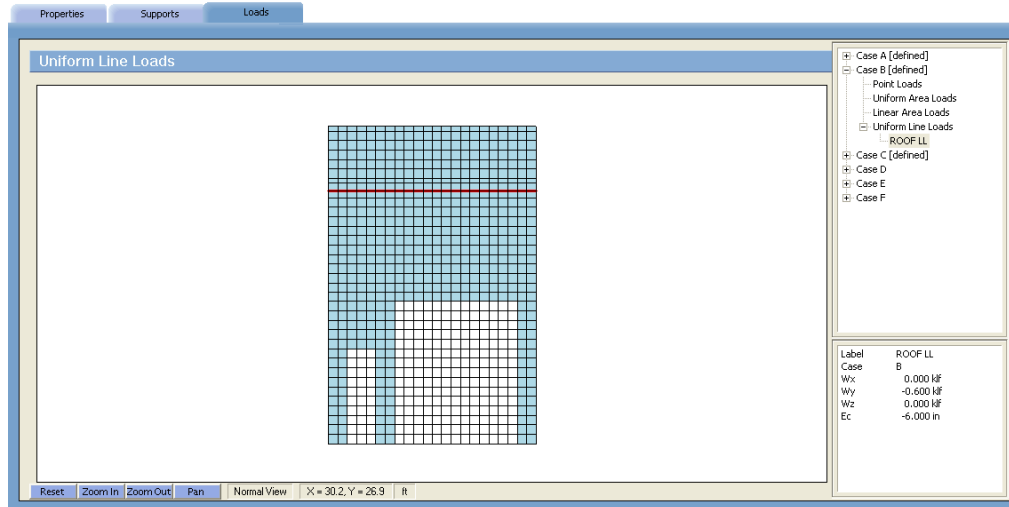 Properties Supports Loads
Uniform Line Loads
Case A [defined]
Case B [defined]
Point Loads
Uniform Area Loads
Linear Area Loads
Uniform Line Loads
ROOF LL
Case C [defined]
Case D
Case E
Case F
Label ROOF LL
Case B
Wx 0.000 klf
Wy -0.600 klf
Wz 0.000 klf
Ec -6.000 in
Reset Zoom In Zoom Out Pan Normal View X = 30.2, Y = 26.9 ft